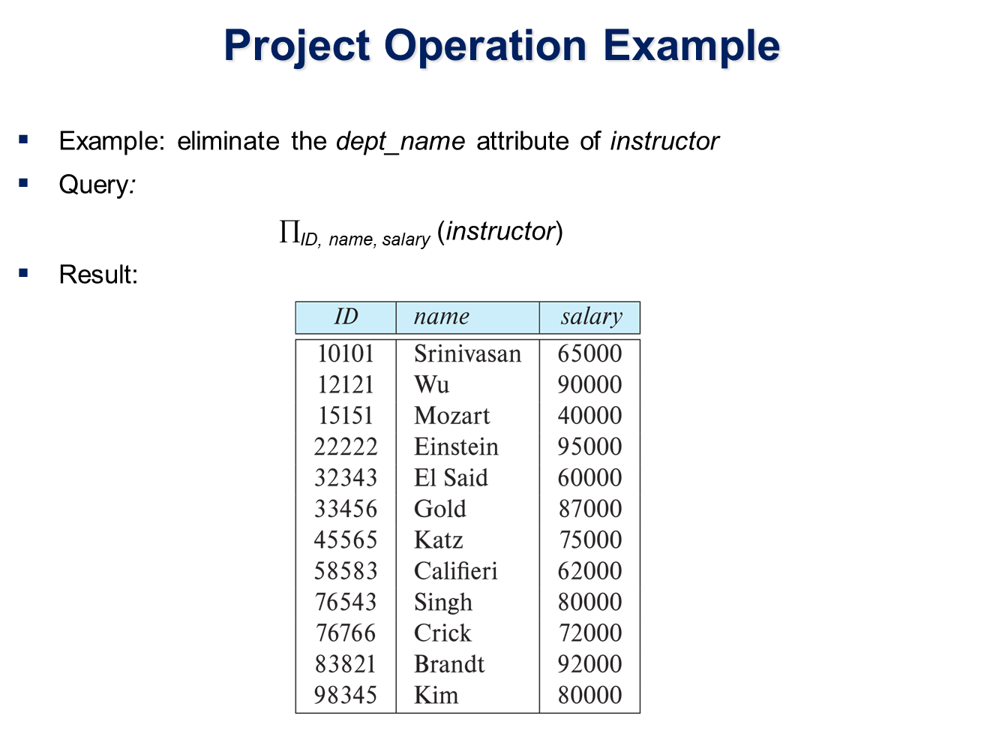 Project Operation Example
▪ Example: eliminate the dept_name attribute of instructor
▪ Query:
∏ID, name, salary (instructor)
▪ Result:
ID name salary
10101 Srinivasan 65000
12121 Wu 90000
15151 Mozart 40000
22222 Einstein 95000
32343 El Said 60000
33456 Gold 87000
45565 Katz 75000
58583 Califieri 62000
76543 Singh 80000
76766 Crick 72000
83821 Brandt 92000
98345 Kim 80000